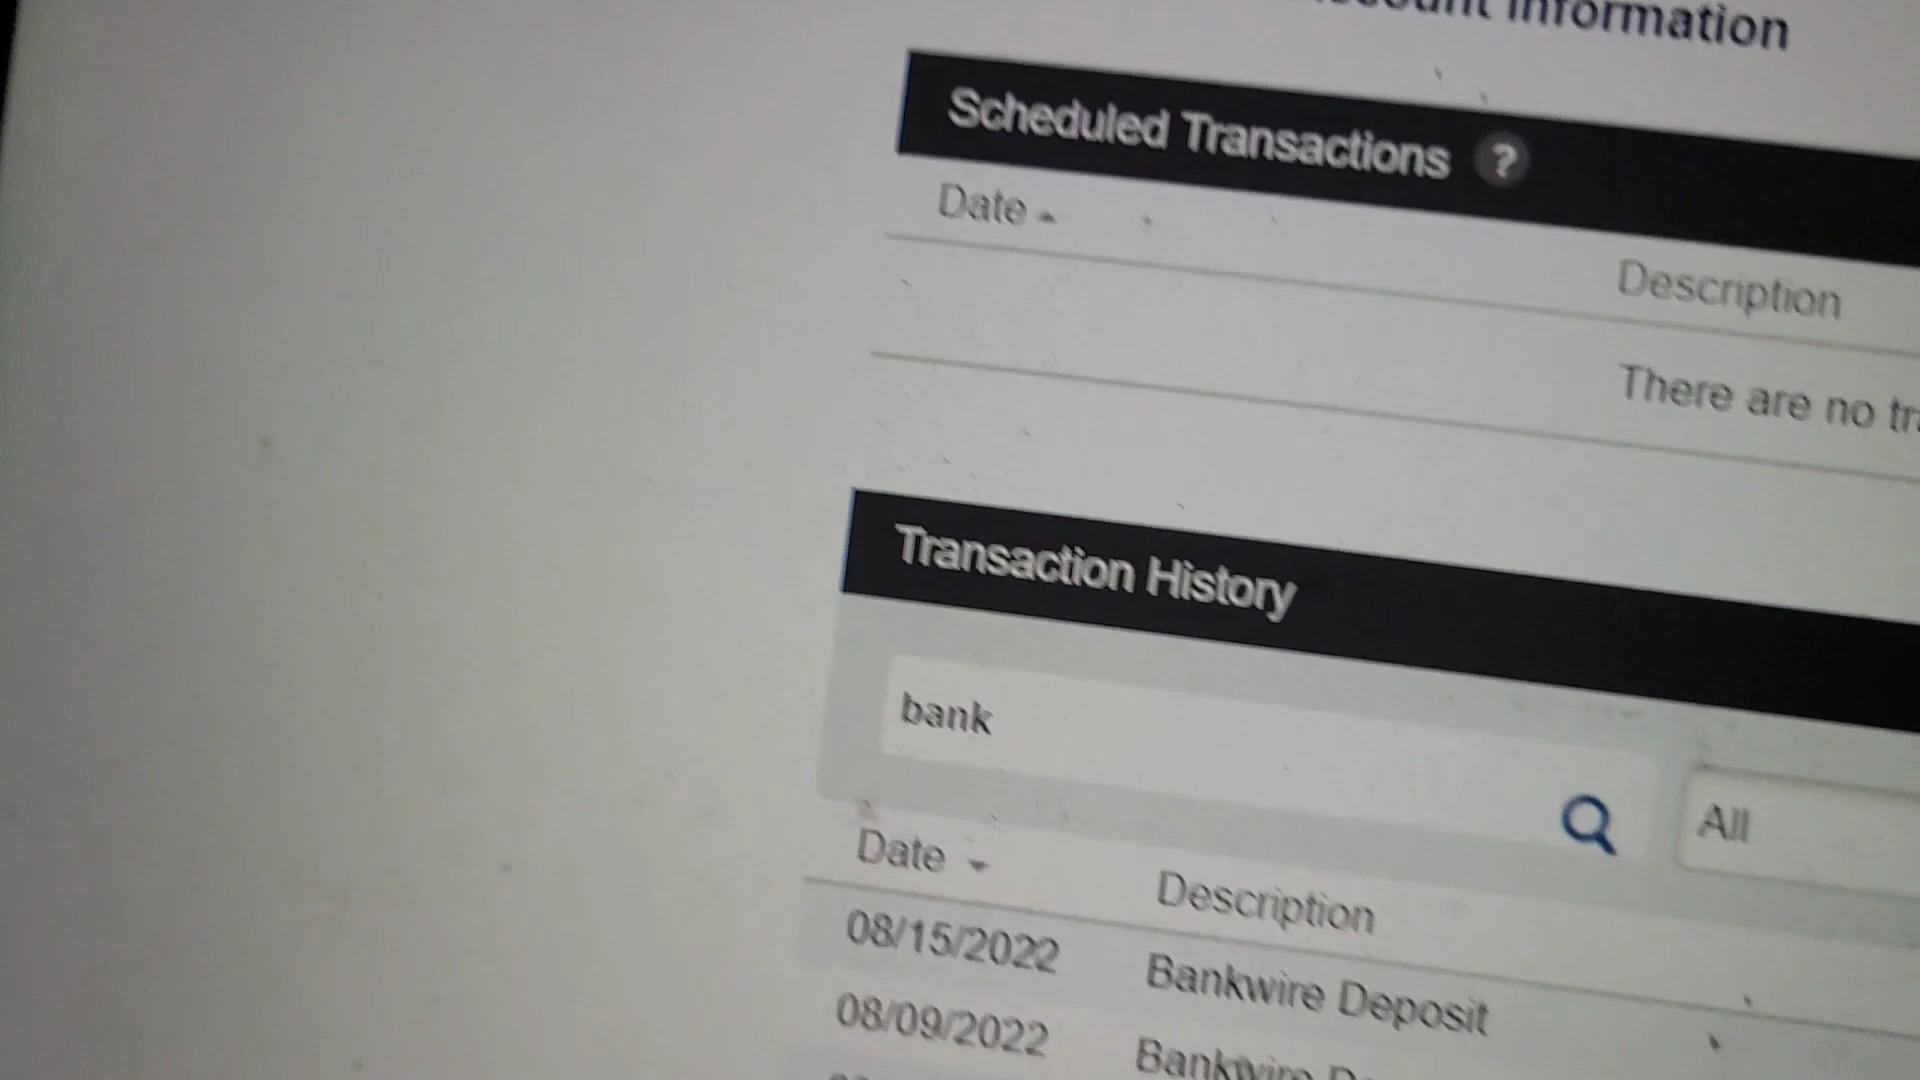 information
Scheduled Transactions ?
Date
Description
There are no
Transaction History
bank
All
Date
Description
08/15/2022
Bankwire Deposit
08/09/2022
Bankwire